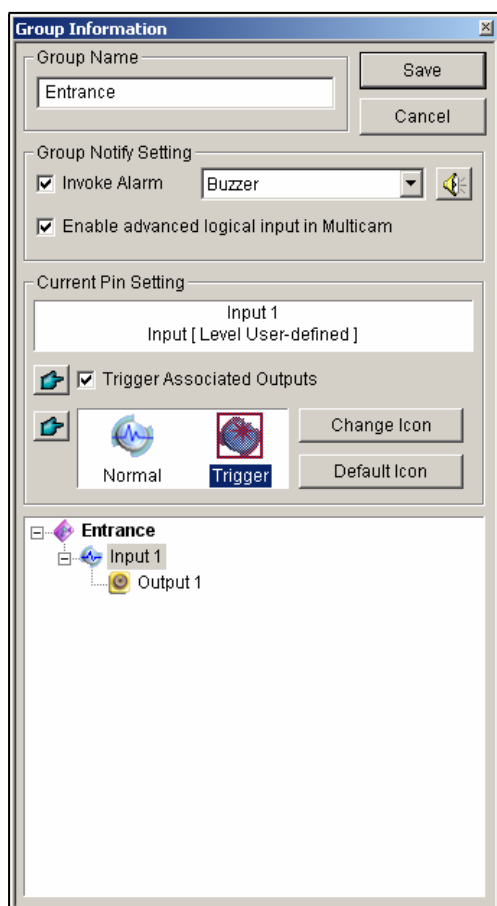 Group Information
Group Name
Save
Entrance
Cancel
Group Notify Setting
Invoke Alarm
Buzzer
Enable advanced logical input in Multicam
Current Pin Setting
Input 1
Input [ Level User-defined ]
Trigger Associated Outputs
Change Icon
Normal
Trigger
Default Icon
Entrance
Input 1
Output 1